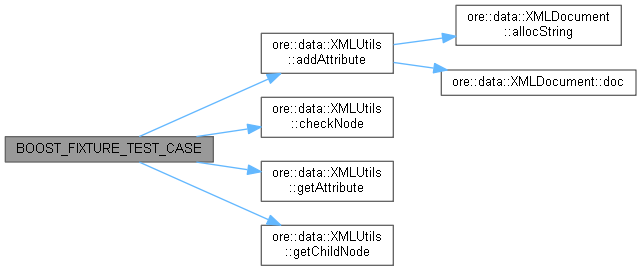 BOOST_FIXTURE_TEST_CASE
ore::data::XMLUtils
::addAttribute
ore::data::XMLDocument
::allocString
ore::data::XMLDocument::doc
ore::data::XMLUtils
::checkNode
ore::data::XMLUtils
::getAttribute
ore::data::XMLUtils
::getChildNode